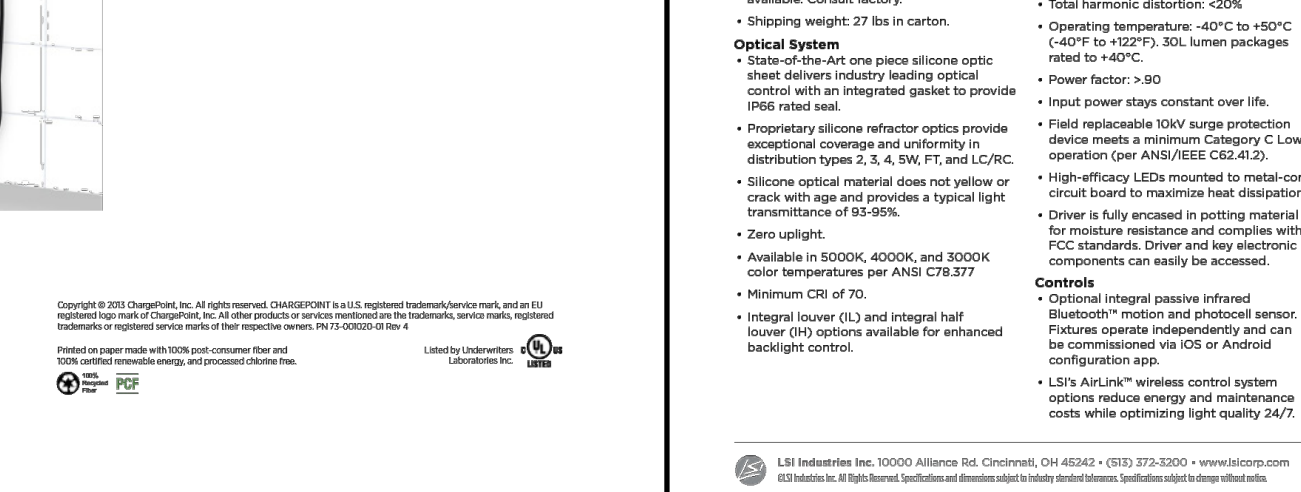 Copyright © 2013 ChargePoint, Inc. All rights reserved. CHARGEPOINT is a U.S. registered trademark/service mark, and an EU
registered logo mark of ChargePoint, Inc. All other products or services mentioned are the trademarks, service marks, registered
trademarks or registered service marks of their respective owners. PN 73-001020-01 Rev 4
Printed on paper made with 100% post-consumer fiber and
100% certified renewable energy, and processed chlorine free.
100%
Recycled
Fiber
PCF
Listed by Underwriters
Laboratories Inc.
C UL US
LISTED
available. Consult factory.
• Shipping weight: 27 lbs in carton.
Optical System
• State-of-the-Art one piece silicone optic
sheet delivers industry leading optical
control with an integrated gasket to provide
IP66 rated seal.
• Proprietary silicone refractor optics provide
exceptional coverage and uniformity in
distribution types 2, 3, 4, 5W, FT, and LC/RC.
• Silicone optical material does not yellow or
crack with age and provides a typical light
transmittance of 93-95%.
• Zero uplight.
• Available in 5000K, 4000K, and 3000K
color temperatures per ANSI C78.377
• Minimum CRI of 70.
• Integral louver (IL) and integral half
louver (IH) options available for enhanced
backlight control.
• Total harmonic distortion: <20%
• Operating temperature: -40°C to +50°C
(-40°F to +122°F). 30L lumen packages
rated to +40°C.
• Power factor: >.90
• Input power stays constant over life.
• Field replaceable 10kV surge protection
device meets a minimum Category C Low
operation (per ANSI/IEEE C62.41.2).
• High-efficacy LEDs mounted to metal-cor
circuit board to maximize heat dissipation
• Driver is fully encased in potting material
for moisture resistance and complies with
FCC standards. Driver and key electronic
components can easily be accessed.
Controls
• Optional integral passive infrared
Bluetooth™ motion and photocell sensor.
Fixtures operate independently and can
be commissioned via iOS or Android
configuration app.
• LSI's AirLink™ wireless control system
options reduce energy and maintenance
costs while optimizing light quality 24/7.
LSI
LSI Industries Inc. 10000 Alliance Rd. Cincinnati, OH 45242 • (513) 372-3200 • www.lsicorp.com
©LSI Industries Inc. All Rights Reserved. Specifications and dimensions subject to industry standard tolerances. Specifications subject to change without notice.